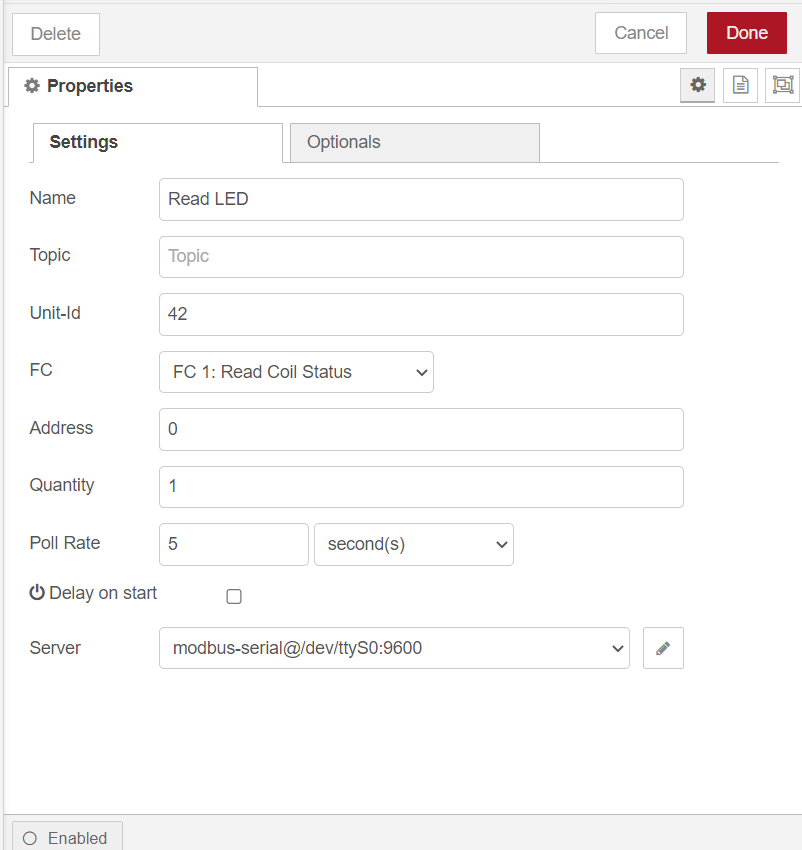 Delete
Cancel
Done
Properties
Settings
Optionals
Name
Read LED
Topic
Topic
Unit-Id
42
FC
FC 1: Read Coil Status
Address
0
Quantity
1
Poll Rate
5
second(s)
Delay on start
Server
modbus-serial@/dev/ttyS0:9600
Enabled